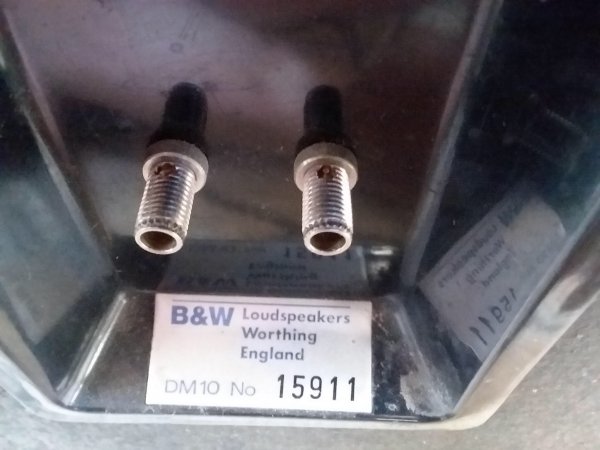 B&W Loudspeakers
Worthing
England
DM10 No 15911